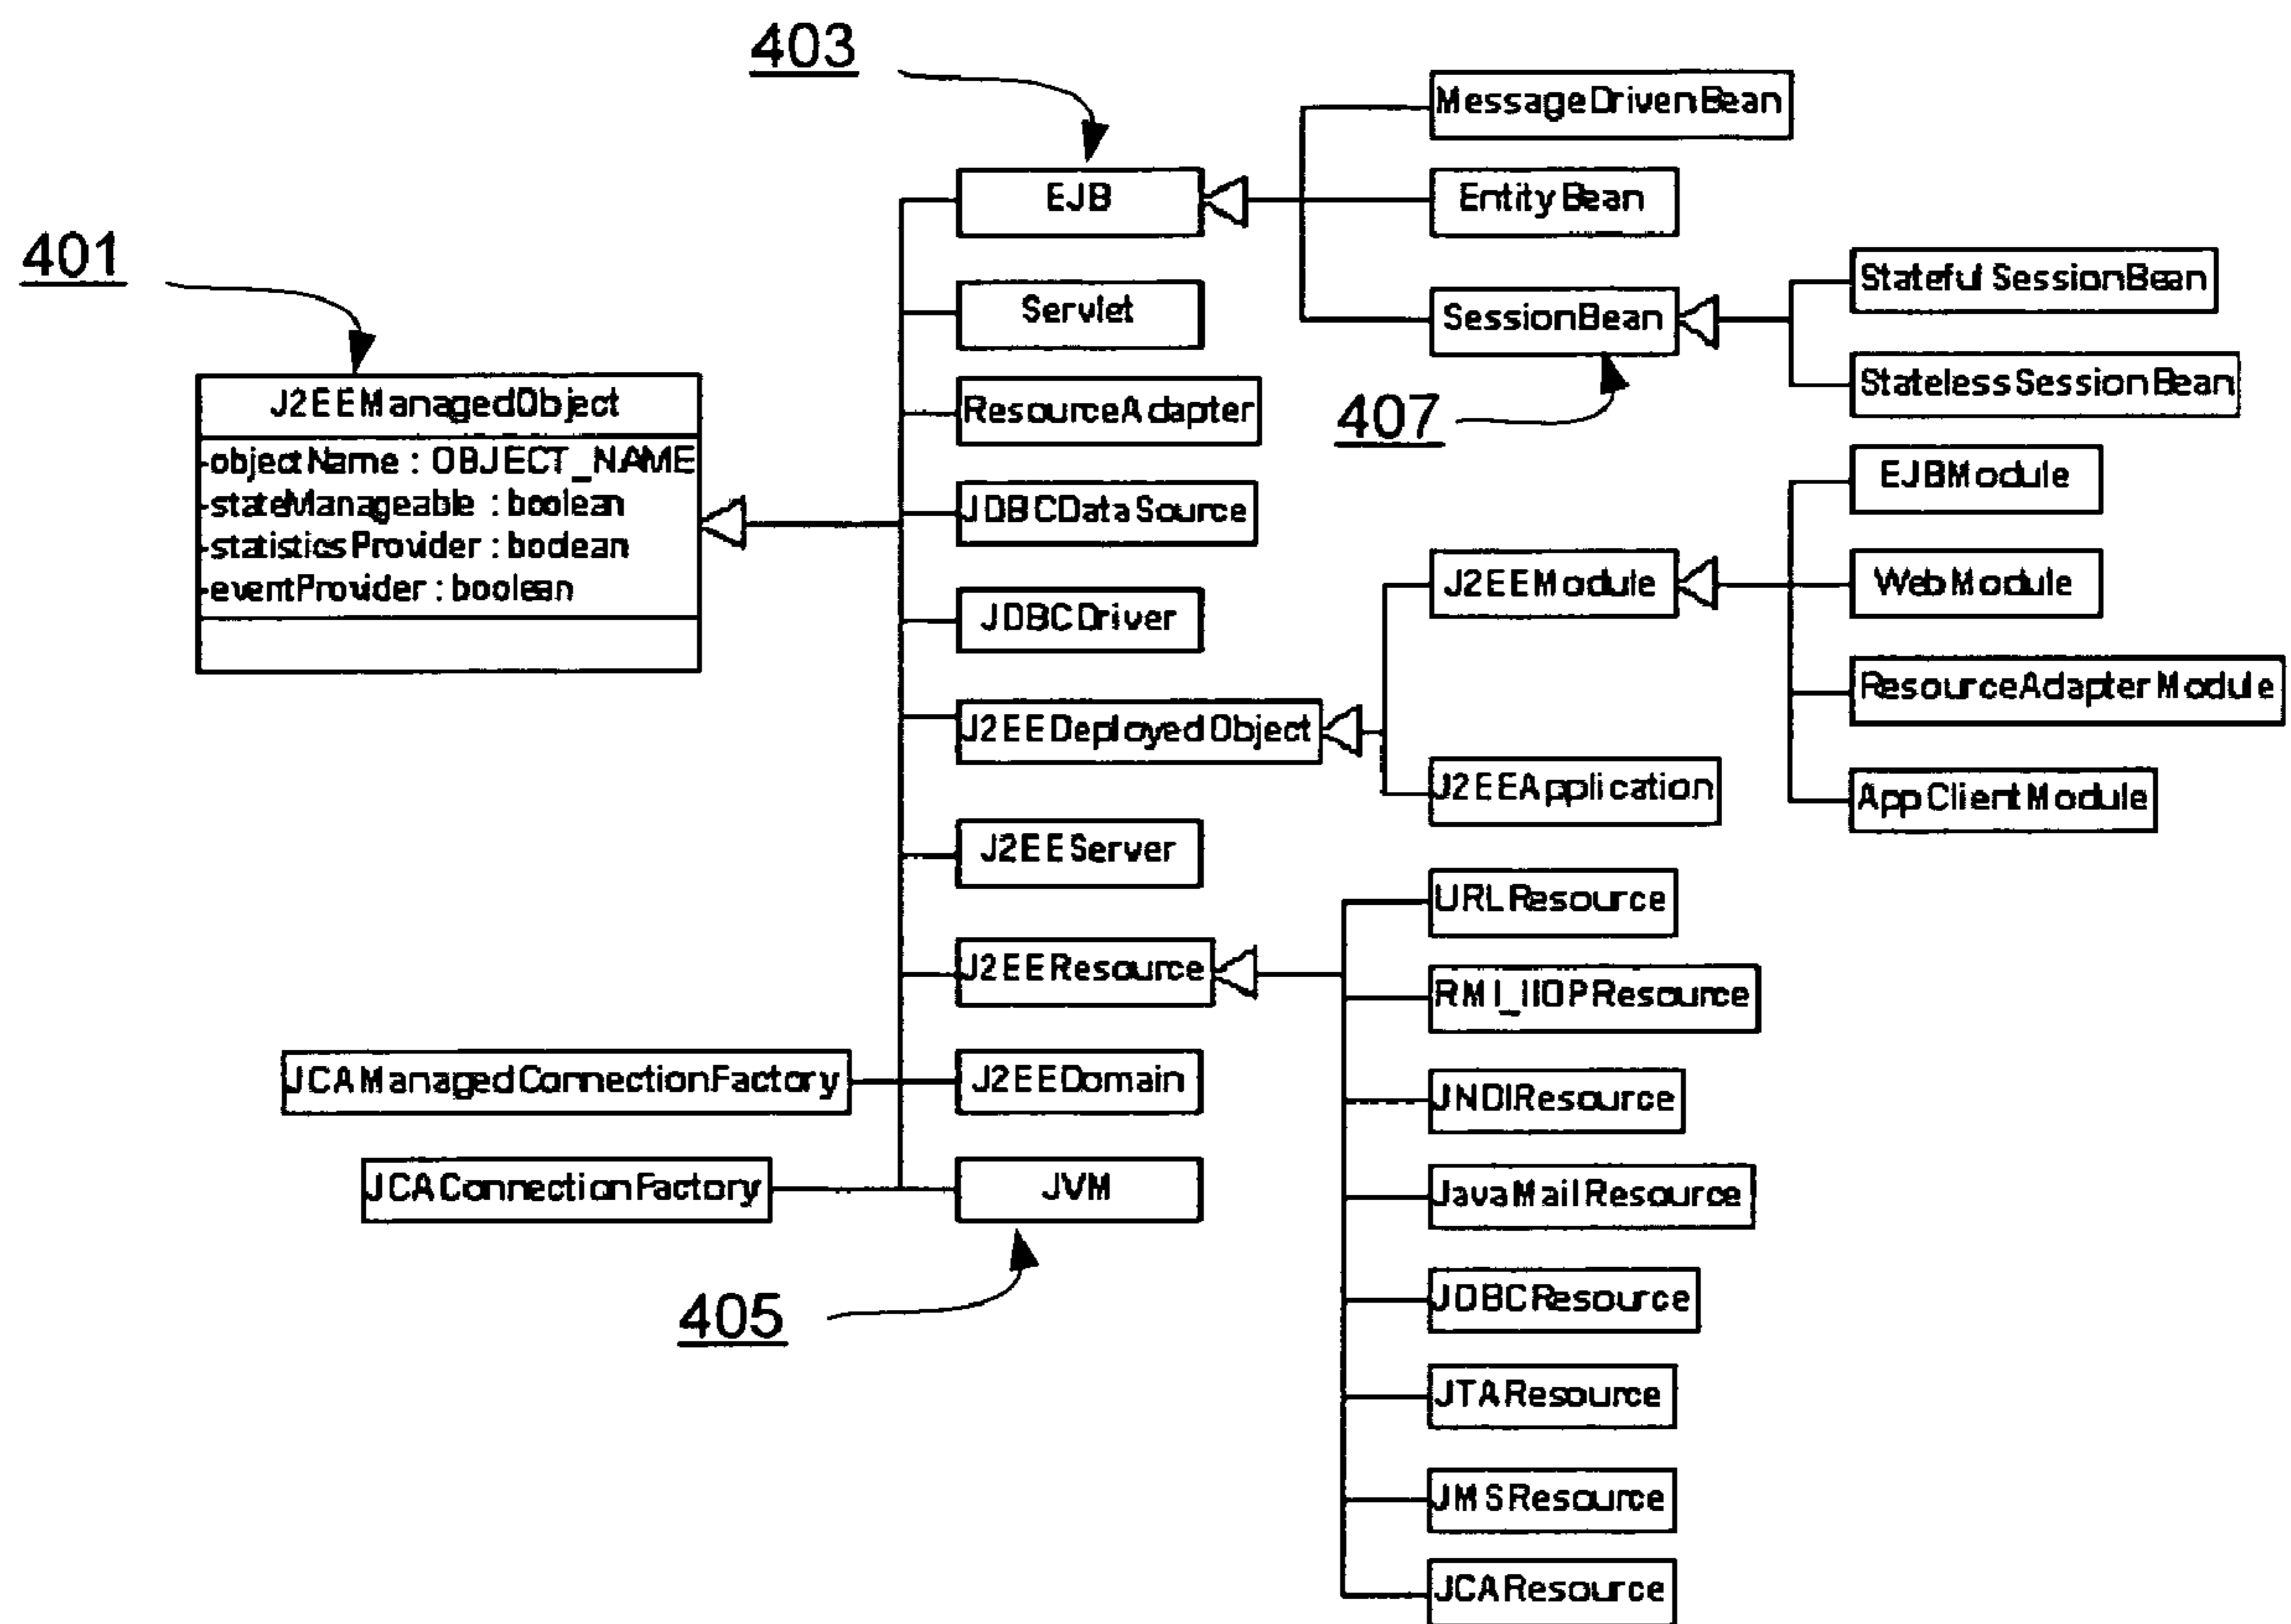 403
MessageDrivenBean
EJB
EntityBean
401
StatefulSessionBean
Servlet
SessionBean
StatelessSessionBean
J2EEManagedObject
ResourceAdapter
407
-objectName : OBJECT_NAME
-stateManageable : boolean
-statisticsProvider : boolean
-eventProvider : boolean
EJBModule
JDBCDataSource
J2EEModule
WebModule
JDBCDriver
ResourceAdapterModule
J2EEDeployedObject
J2EEApplication
AppClientModule
J2EEServer
URLResource
J2EEResource
RMI_IIOPResource
JCAManagedConnectionFactory
J2EEDomain
JNDIResource
JCAConnectionFactory
JVM
JavaMailResource
405
JDBCResource
JTAResource
JMSResource
JCAResource